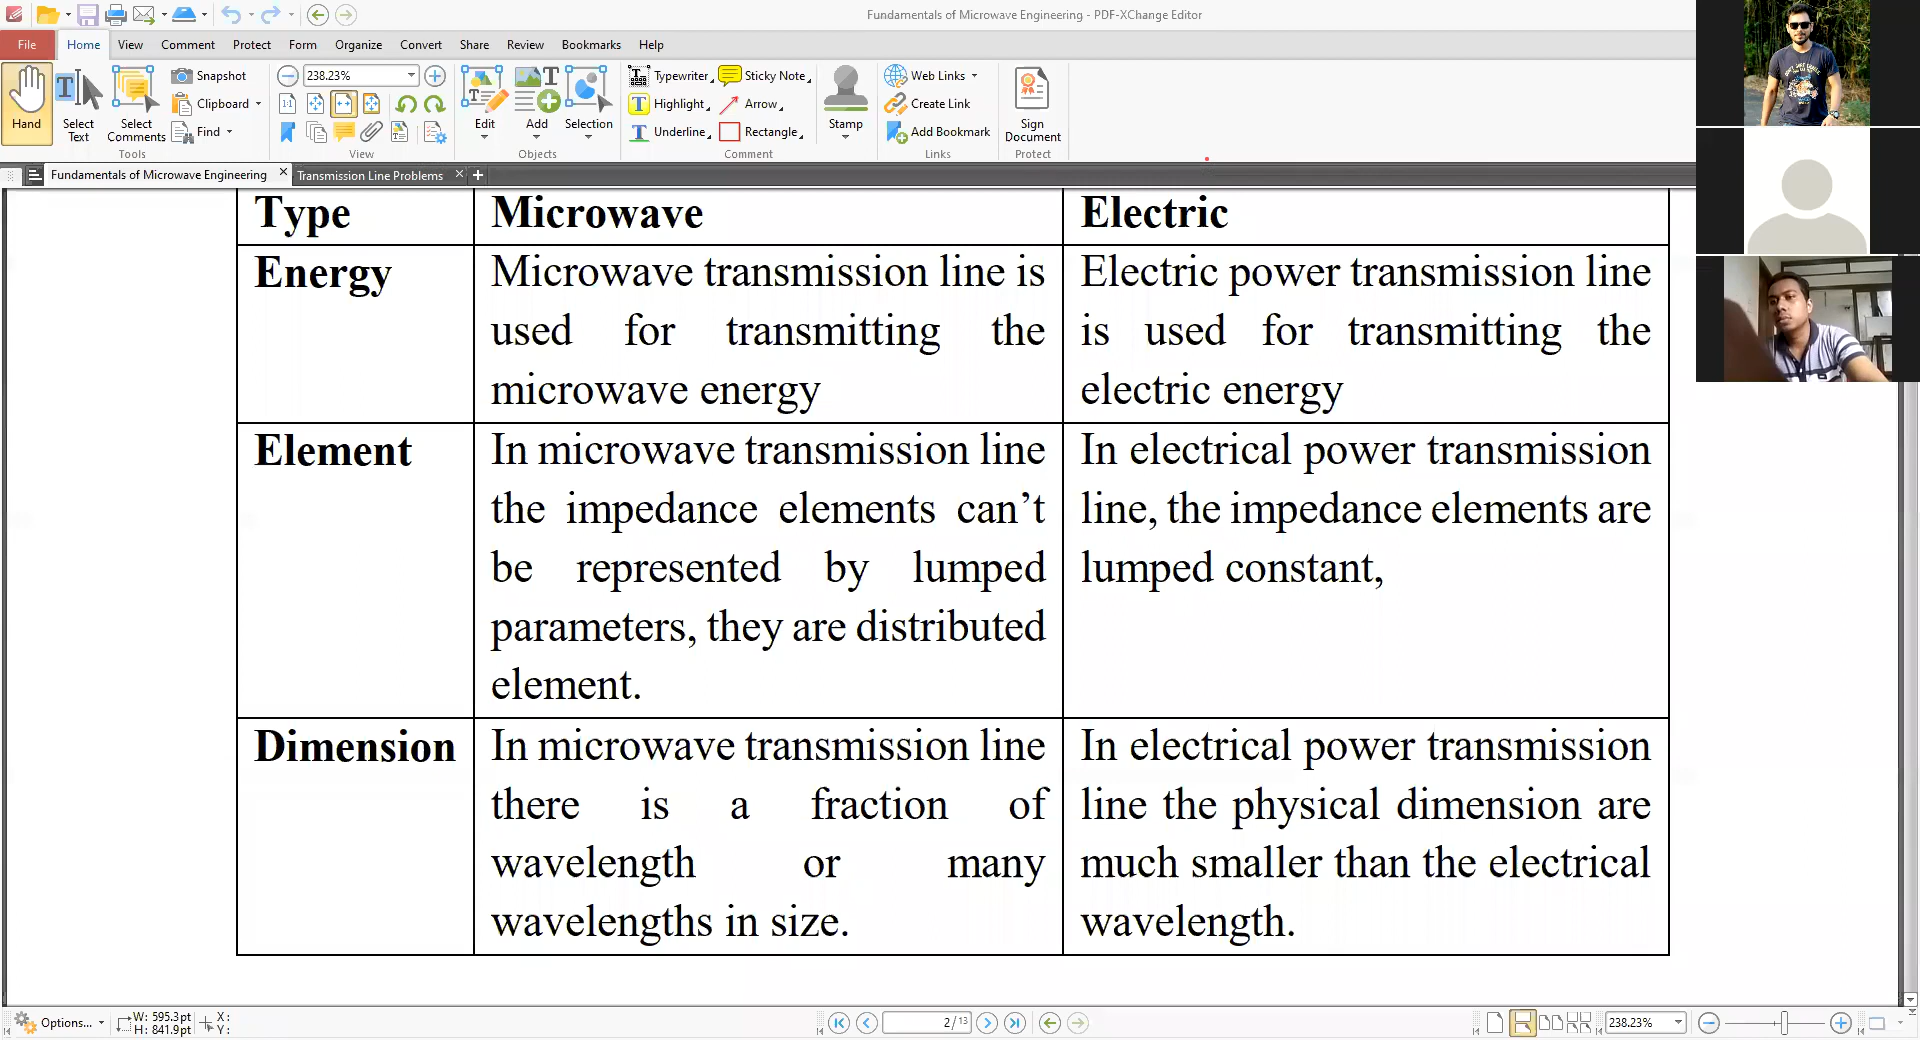 Fundamentals of Microwave Engineering - PDF-XChange Editor
File Home View Comment Protect Form Organize Convert Share Review Bookmarks Help
Hand
Select Text
Select Comments
Snapshot
Clipboard
Find
Tools
238.23%
1:1
View
Edit
Add
Selection
Objects
Typewriter
Highlight
Underline
Sticky Note
Arrow
Rectangle
Stamp
Comment
Web Links
Create Link
Add Bookmark
Links
Sign Document
Protect
Fundamentals of Microwave Engineering
Transmission Line Problems
Type
Microwave
Electric
Energy
Microwave transmission line is
used for transmitting the
microwave energy
Electric power transmission line
is used for transmitting the
electric energy
Element
In microwave transmission line
the impedance elements can’t
be represented by lumped
parameters, they are distributed
element.
In electrical power transmission
line, the impedance elements are
lumped constant,
Dimension
In microwave transmission line
there is a fraction of
wavelength or many
wavelengths in size.
In electrical power transmission
line the physical dimension are
much smaller than the electrical
wavelength.
Options...
W: 595.3pt
H: 841.9pt
X:
Y:
2/13
238.23%